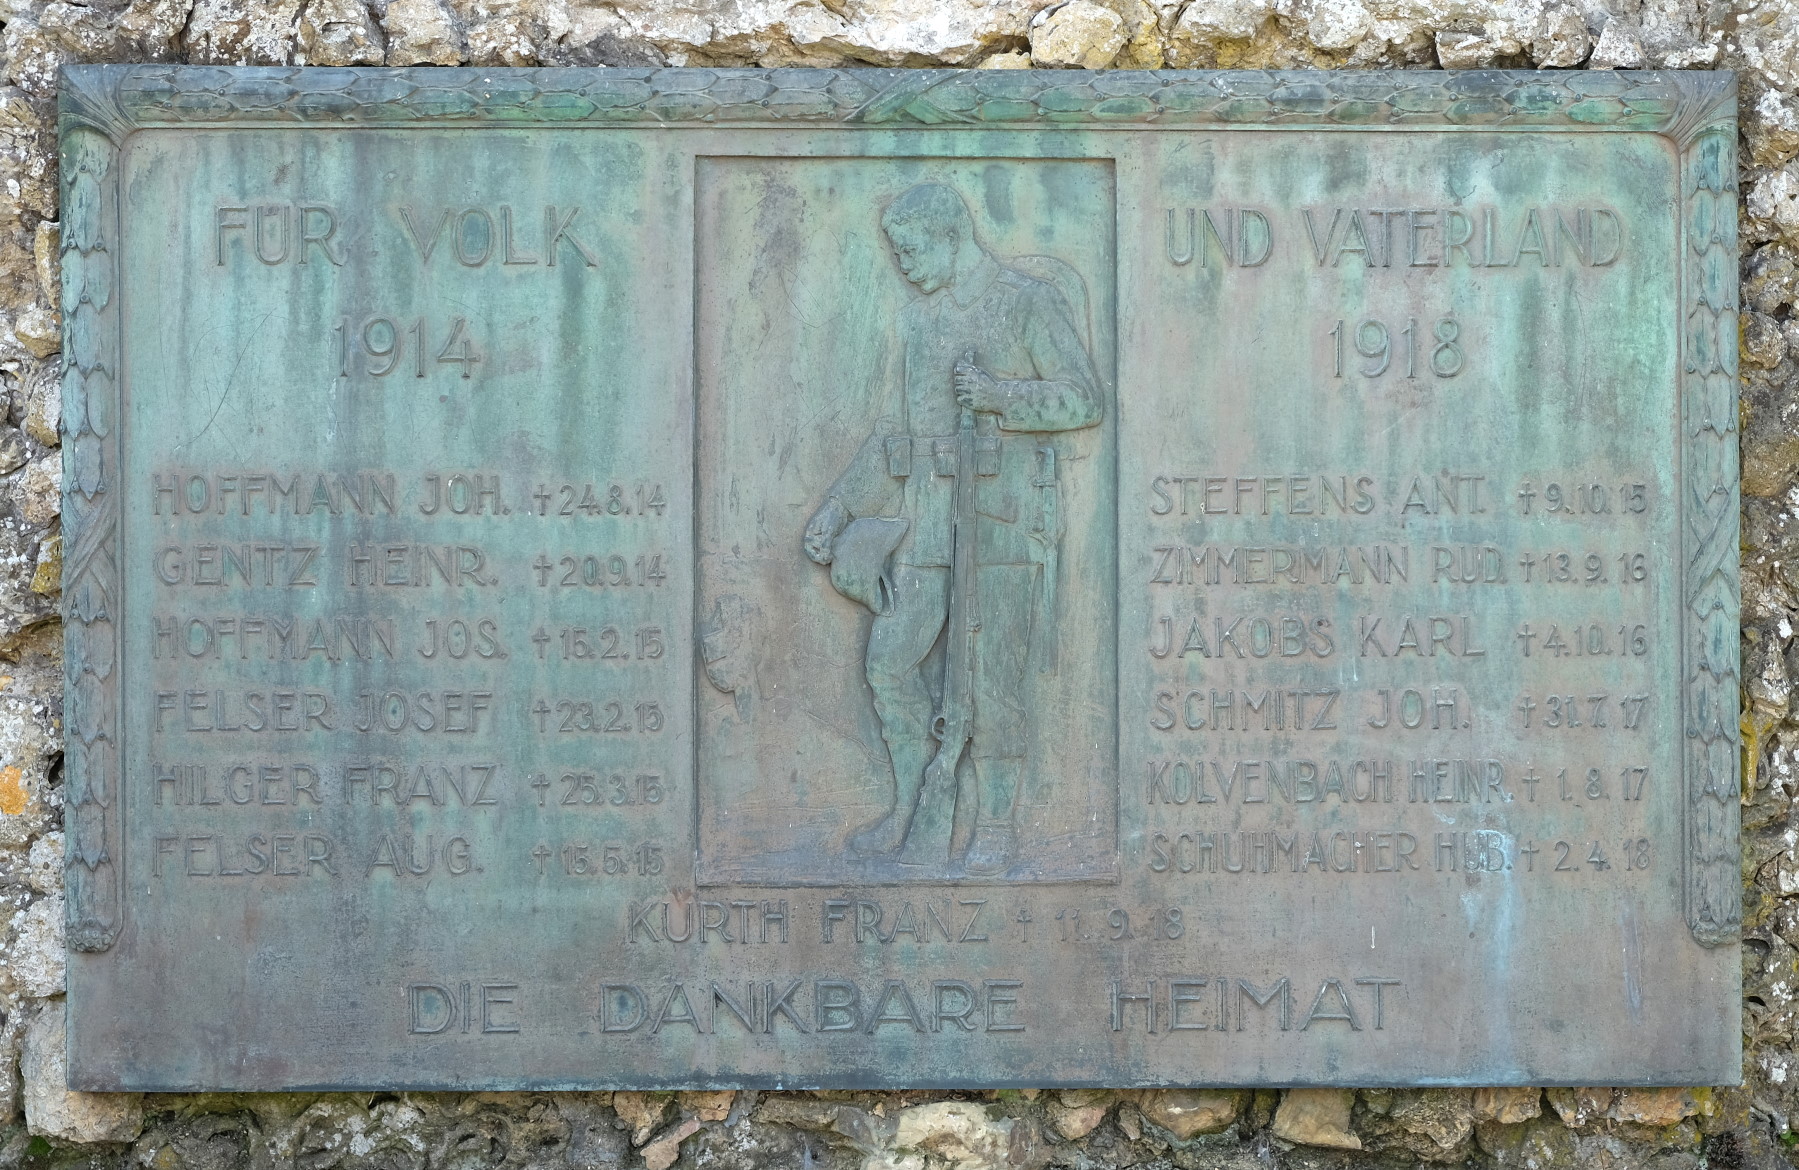 FÜR VOLK
1914
HOFFMANN JOH. †24.8.14
GENTZ HEINR. †20.9.14
HOFFMANN JOS. †15.2.15
FELSER JOSEF †23.2.15
HILGER FRANZ †25.3.15
FELSER AUG. †15.5.15
UND VATERLAND
1918
STEFFENS ANT. †9.10.15
ZIMMERMANN RUD. †13.9.16
JAKOBS KARL †4.10.16
SCHMITZ JOH. †31.7.17
KOLVENBACH HEINR. † 1.8.17
SCHUHMACHER HUB. † 2.4.18
KURTH FRANZ † 11.9.18
DIE DANKBARE HEIMAT